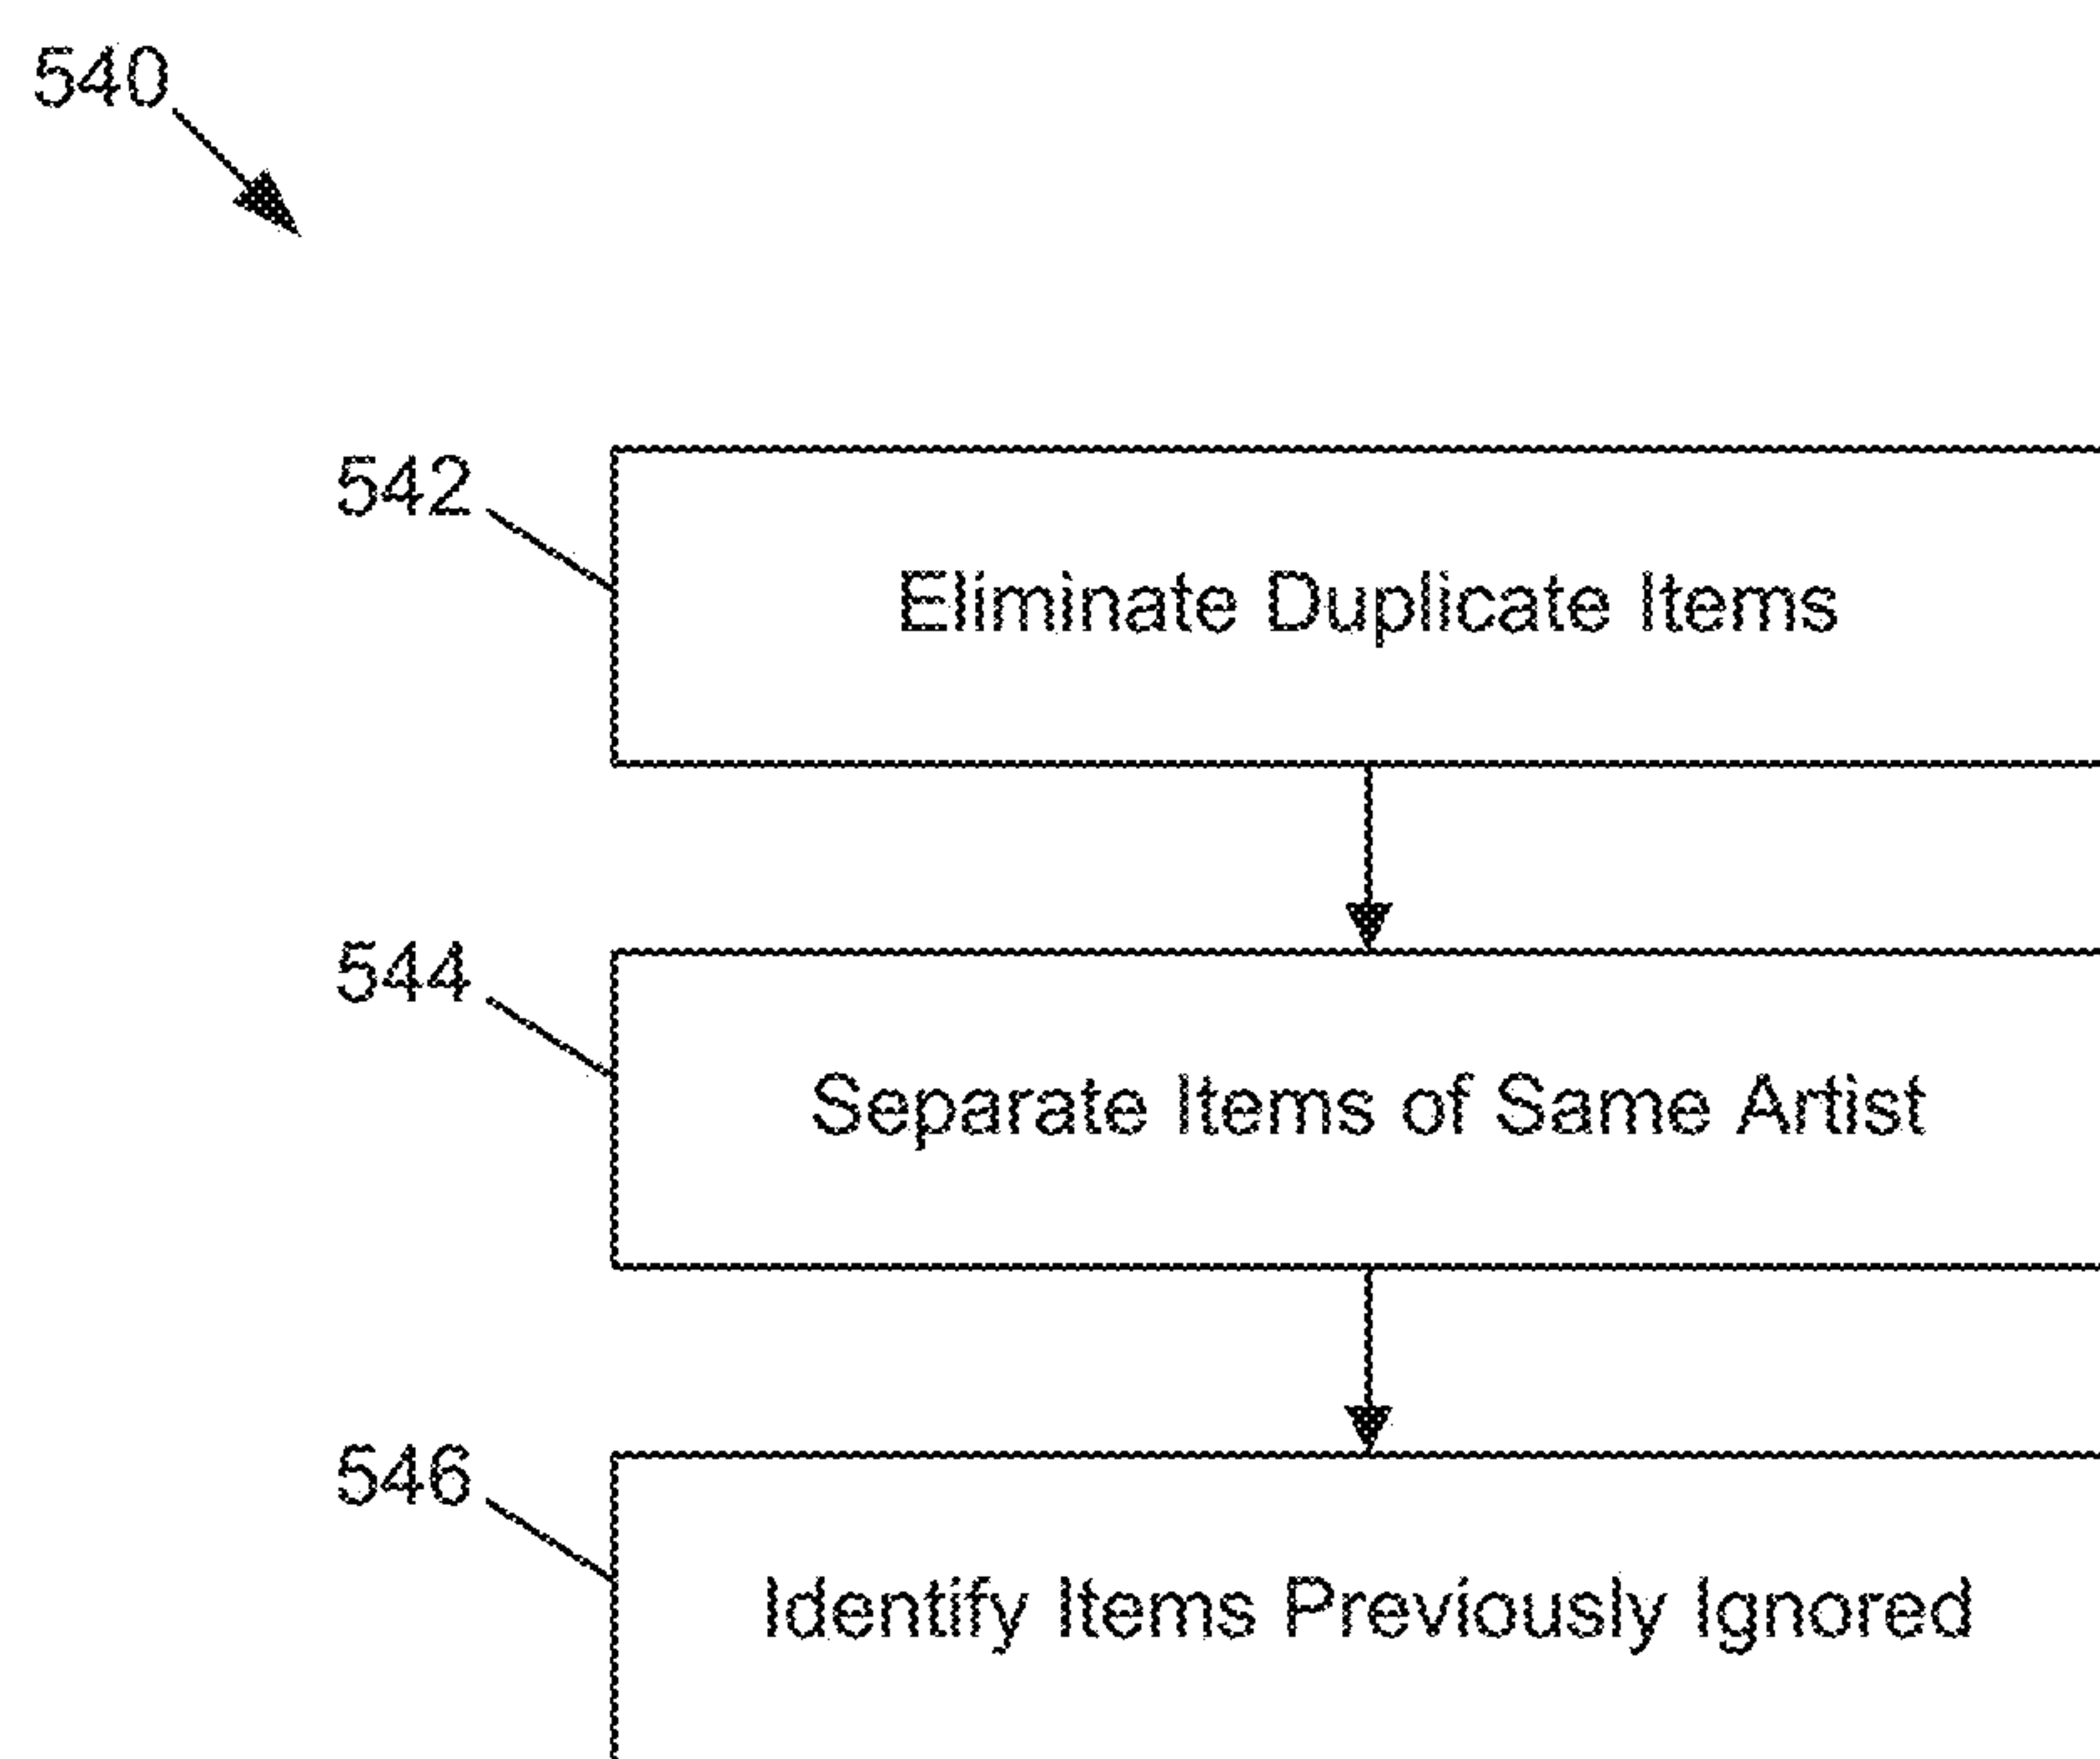 540
542
Eliminate Duplicate Items
544
Separate Items of Same Artist
546
Identify Items Previously Ignored